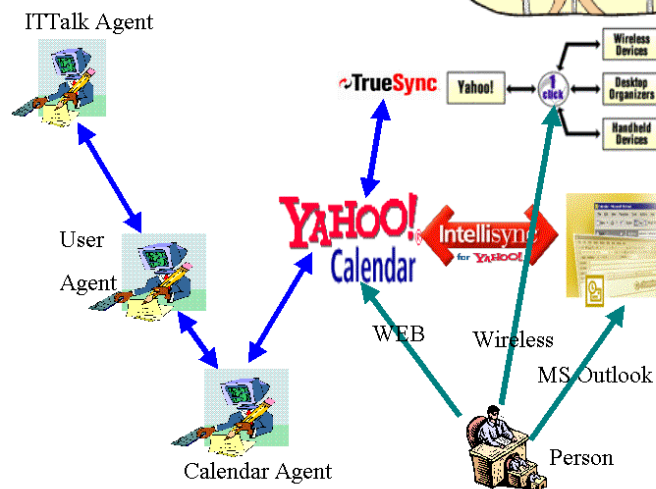 ITTalk Agent
TrueSync
Yahoo!
1
click
Wireless
Devices
Desktop
Organizers
Handheld
Devices
User
Agent
YAHOO!®
Calendar
Intellisync
for YAHOO!
WEB
Wireless
MS Outlook
Calendar Agent
Person